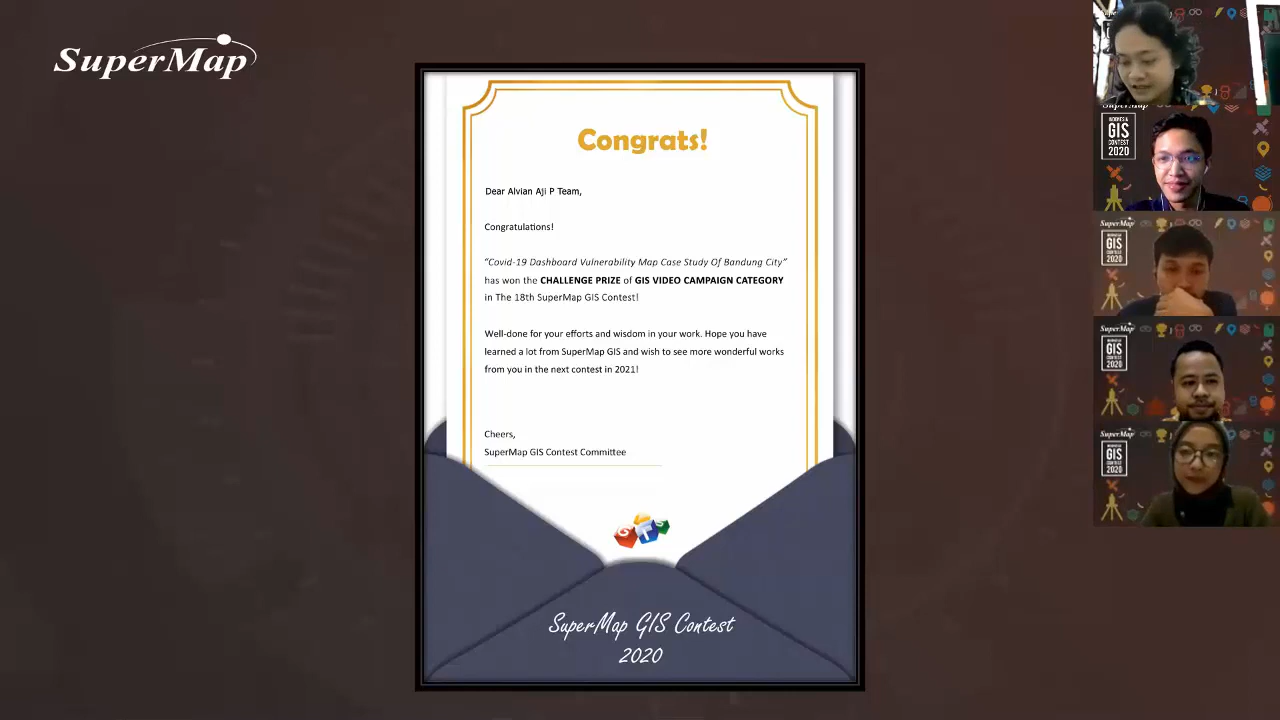 SuperMap
Congrats!
Dear Alvian Aji P Team,
Congratulations!
“Covid-19 Dashboard Vulnerability Map Case Study Of Bandung City”
has won the CHALLENGE PRIZE of GIS VIDEO CAMPAIGN CATEGORY
in The 18th SuperMap GIS Contest!
Well-done for your efforts and wisdom in your work. Hope you have
learned a lot from SuperMap GIS and wish to see more wonderful works
from you in the next contest in 2021!
Cheers,
SuperMap GIS Contest Committee
G I S
SuperMap GIS Contest
2020
SuperMap
GIS
CONTEST
2020
SuperMap
GIS
CONTEST
2020
SuperMap
GIS
CONTEST
2020
SuperMap
GIS
CONTEST
2020